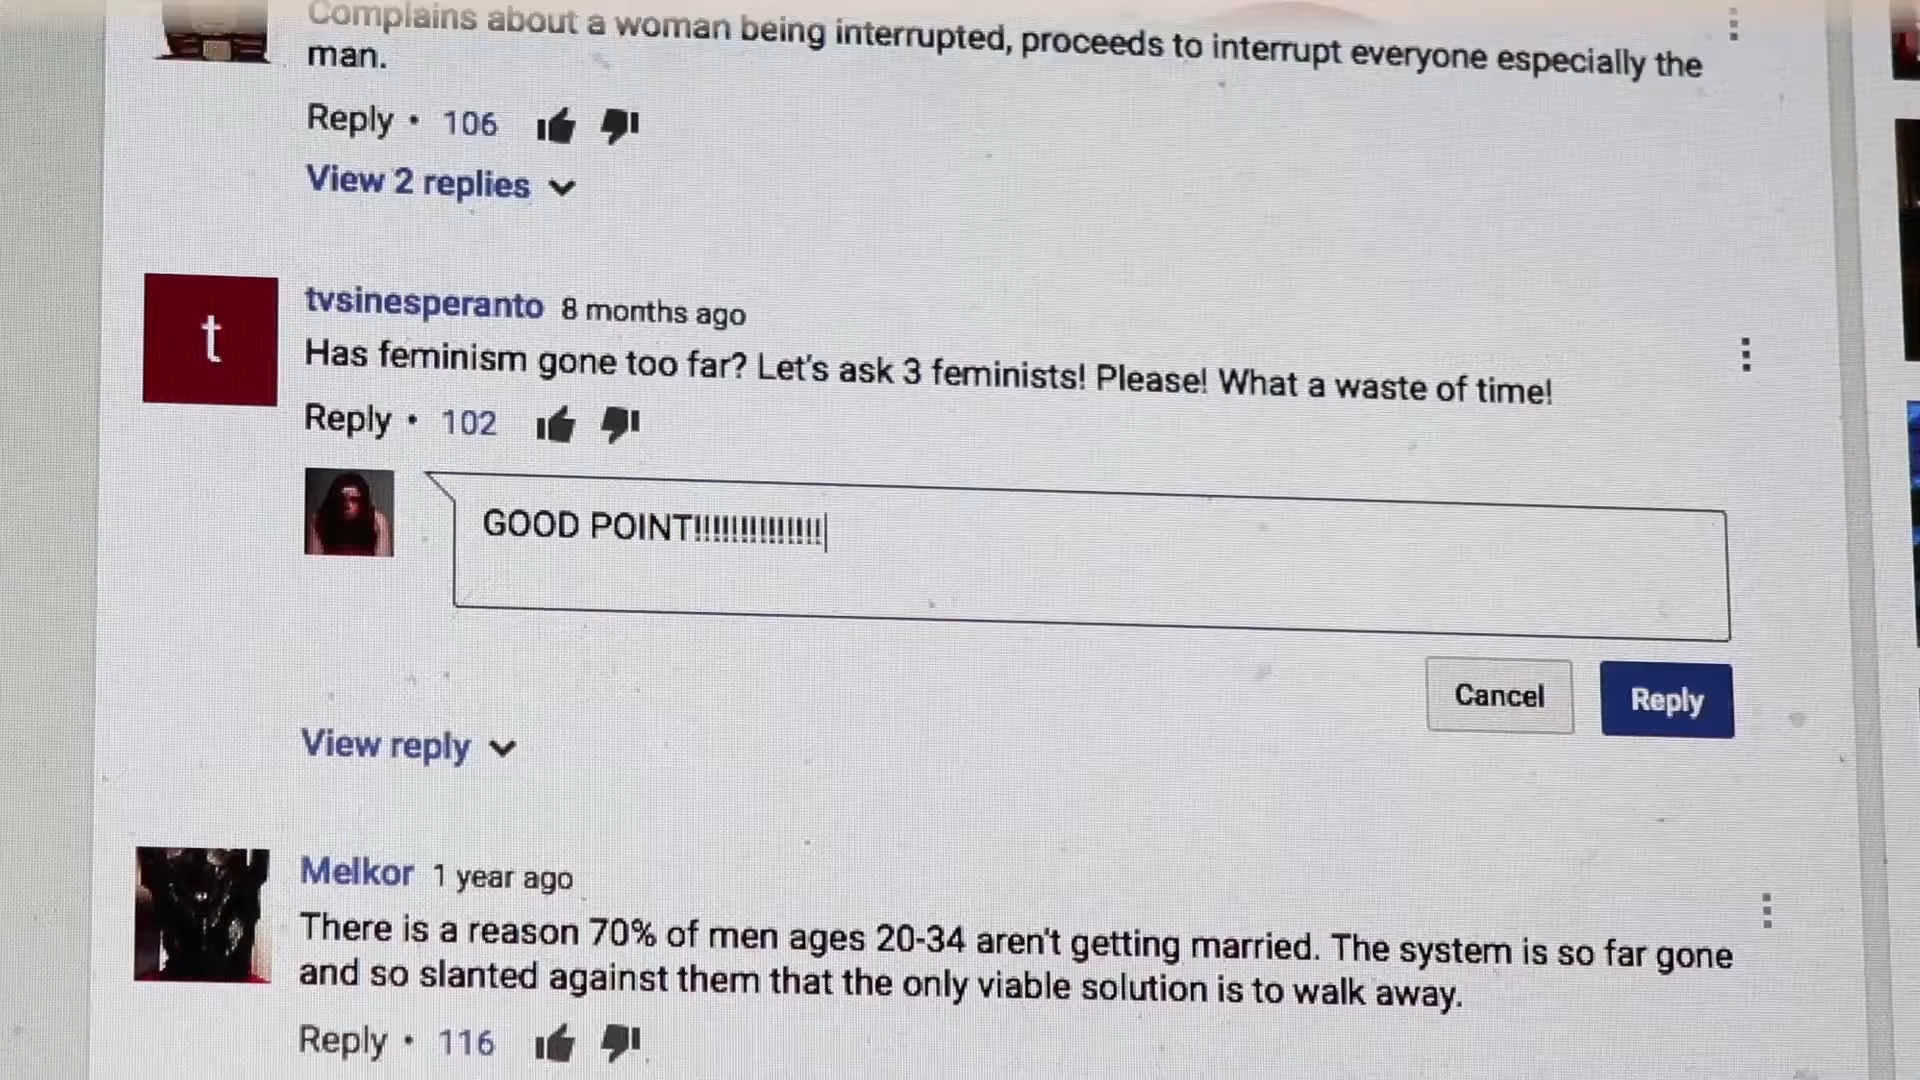 Complains about a woman being interrupted, proceeds to interrupt everyone especially the
man.
Reply • 106
View 2 replies
t
tvsinesperanto 8 months ago
Has feminism gone too far? Let's ask 3 feminists! Please! What a waste of time!
Reply • 102
GOOD POINT!!!!!!!!!!!!!!!
Cancel Reply
View reply
Melkor 1 year ago
There is a reason 70% of men ages 20-34 aren't getting married. The system is so far gone
and so slanted against them that the only viable solution is to walk away.
Reply • 116